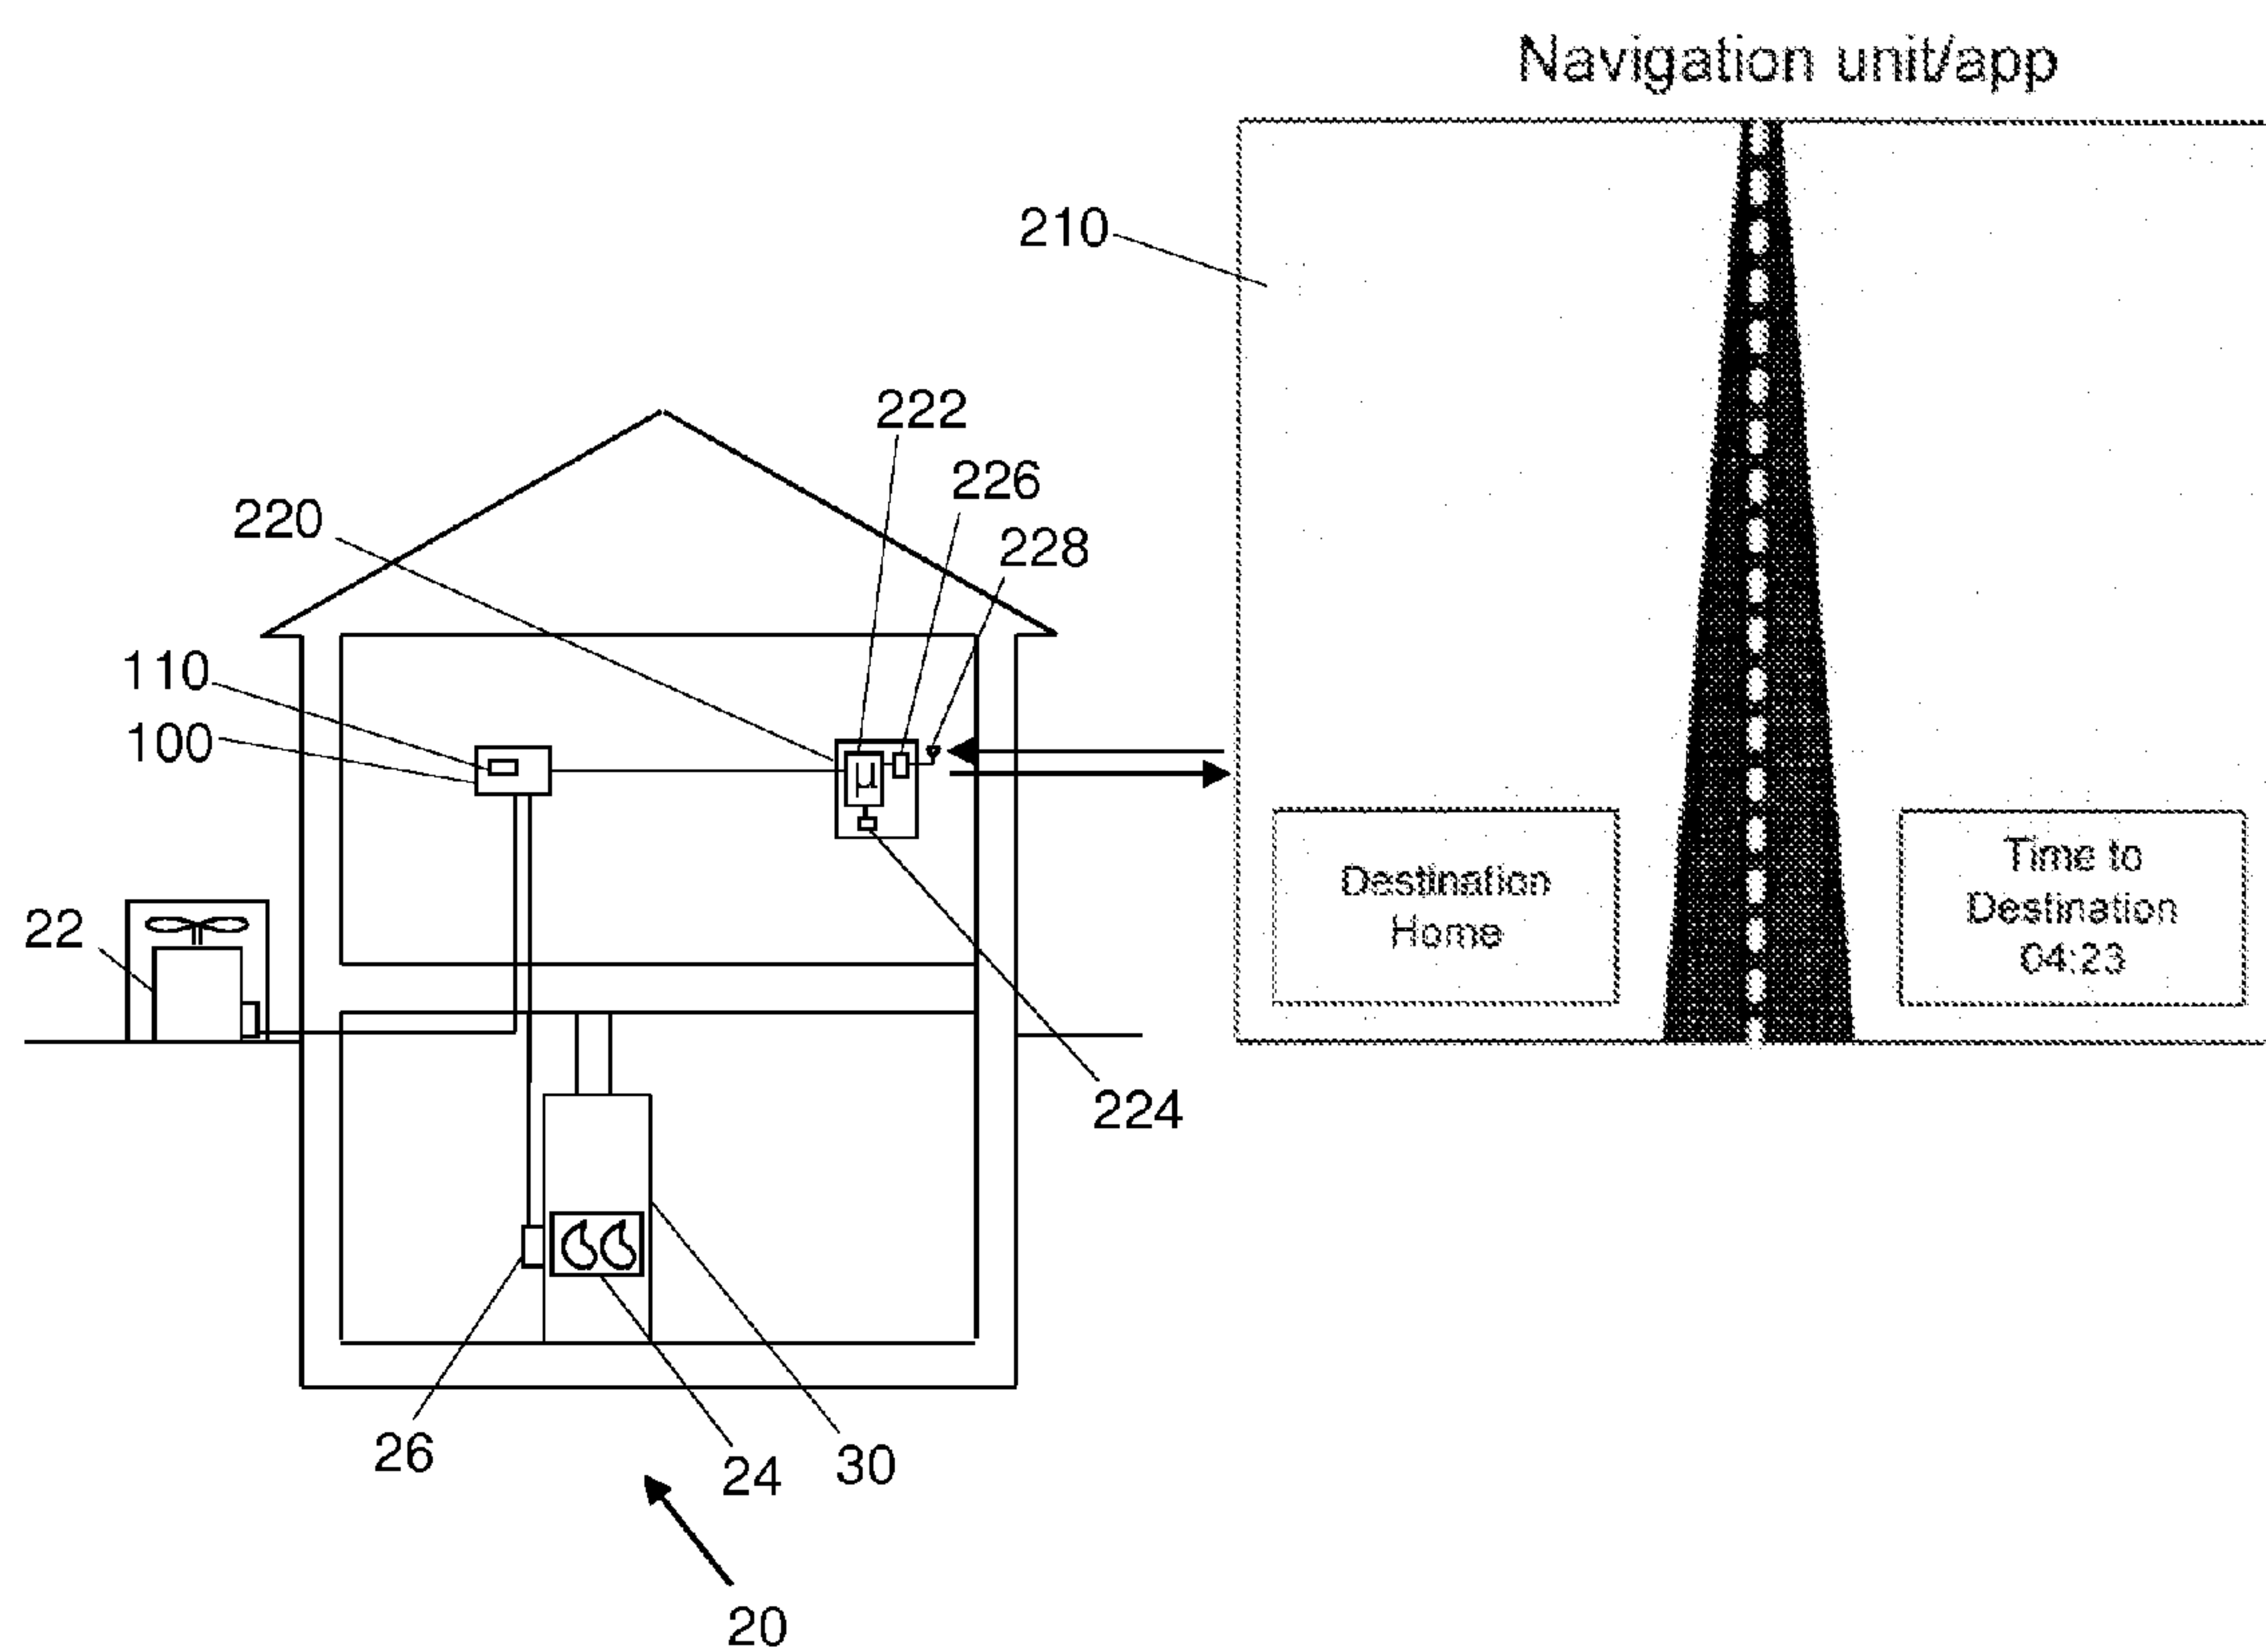 Navigation unit/app
210
222
226
220
228
110
100
μ
22
Destination
Home
Time to
Destination
04:23
224
26
24
30
20